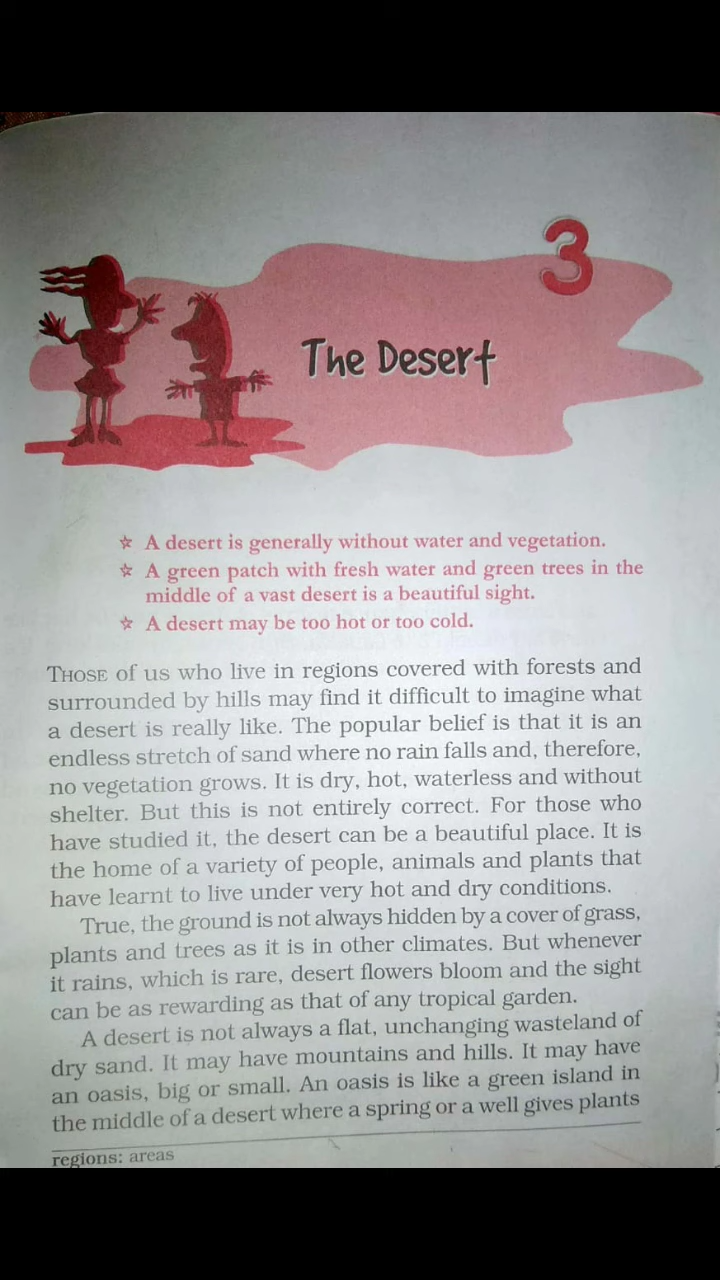 3
The Desert
☆ A desert is generally without water and vegetation.
☆ A green patch with fresh water and green trees in the
middle of a vast desert is a beautiful sight.
☆ A desert may be too hot or too cold.
THOSE of us who live in regions covered with forests and
surrounded by hills may find it difficult to imagine what
a desert is really like. The popular belief is that it is an
endless stretch of sand where no rain falls and, therefore,
no vegetation grows. It is dry, hot, waterless and without
shelter. But this is not entirely correct. For those who
have studied it, the desert can be a beautiful place. It is
the home of a variety of people, animals and plants that
have learnt to live under very hot and dry conditions.
True, the ground is not always hidden by a cover of grass,
plants and trees as it is in other climates. But whenever
it rains, which is rare, desert flowers bloom and the sight
can be as rewarding as that of any tropical garden.
A desert is not always a flat, unchanging wasteland of
dry sand. It may have mountains and hills. It may have
an oasis, big or small. An oasis is like a green island in
the middle of a desert where a spring or a well gives plants
regions: areas